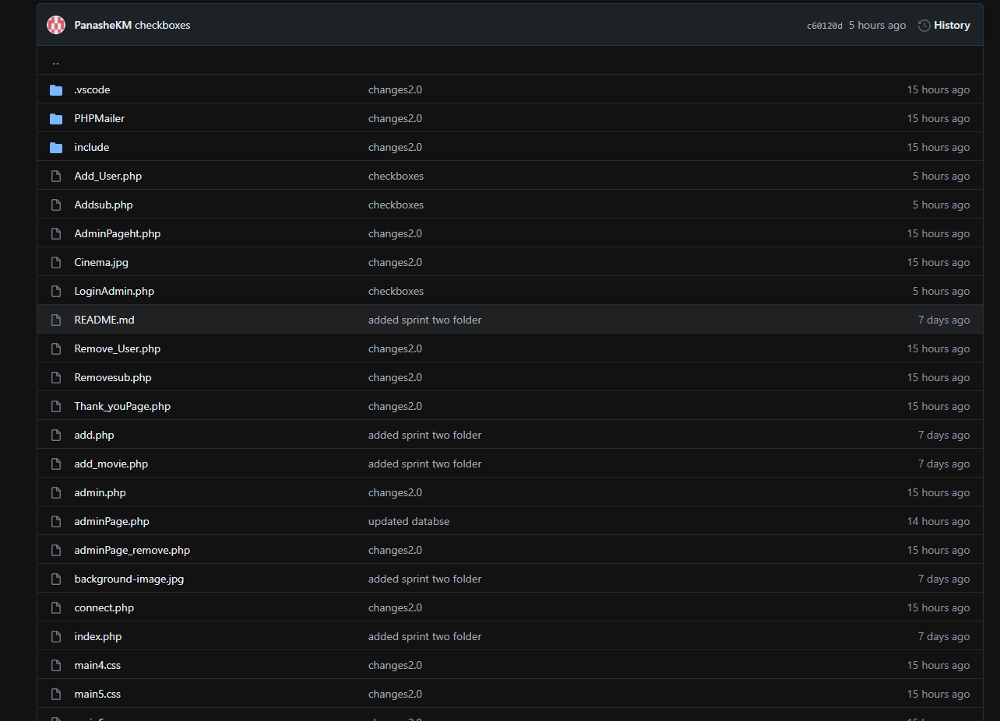 PanasheKM checkboxes c60120d 5 hours ago History
..
.vscode changes2.0 15 hours ago
PHPMailer changes2.0 15 hours ago
include changes2.0 15 hours ago
Add_User.php checkboxes 5 hours ago
Addsub.php checkboxes 5 hours ago
AdminPageht.php changes2.0 15 hours ago
Cinema.jpg changes2.0 15 hours ago
LoginAdmin.php checkboxes 5 hours ago
README.md added sprint two folder 7 days ago
Remove_User.php changes2.0 15 hours ago
Removesub.php changes2.0 15 hours ago
Thank_youPage.php changes2.0 15 hours ago
add.php added sprint two folder 7 days ago
add_movie.php added sprint two folder 7 days ago
admin.php changes2.0 15 hours ago
adminPage.php updated databse 14 hours ago
adminPage_remove.php changes2.0 15 hours ago
background-image.jpg added sprint two folder 7 days ago
connect.php changes2.0 15 hours ago
index.php added sprint two folder 7 days ago
main4.css changes2.0 15 hours ago
main5.css changes2.0 15 hours ago